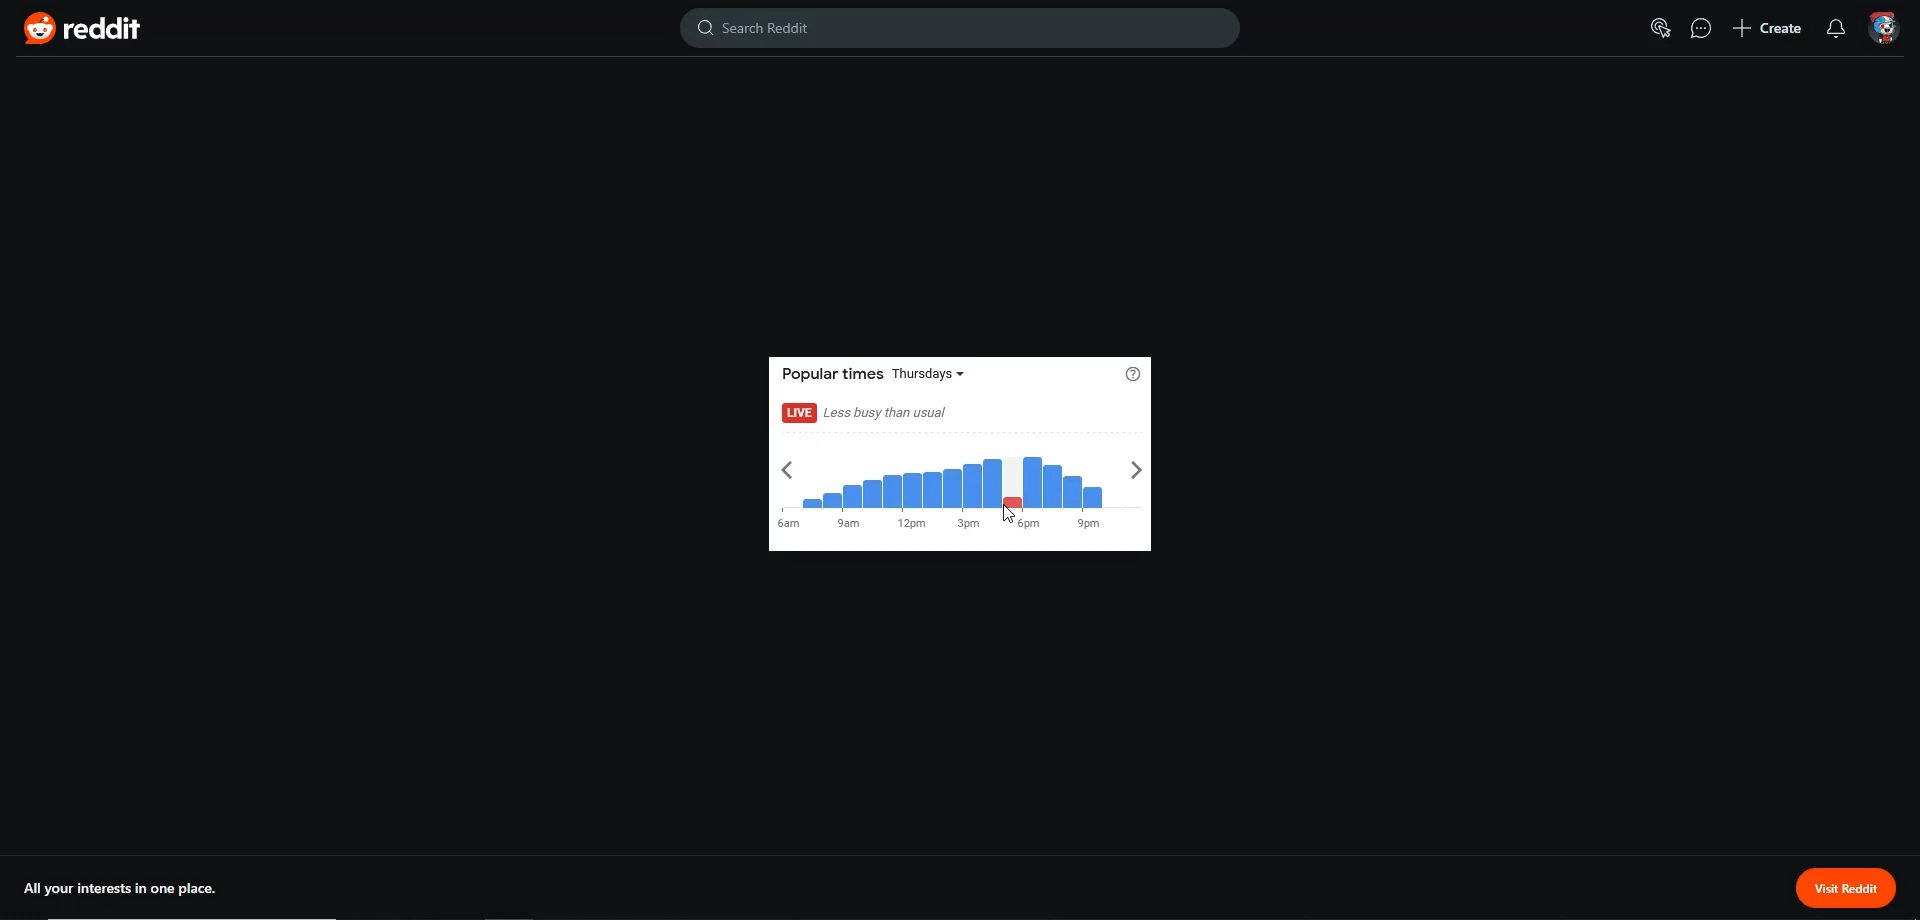 reddit
Search Reddit
Create
Popular times Thursdays
LIVE Less busy than usual
6am 9am 12pm 3pm 6pm 9pm
All your interests in one place.
Visit Reddit